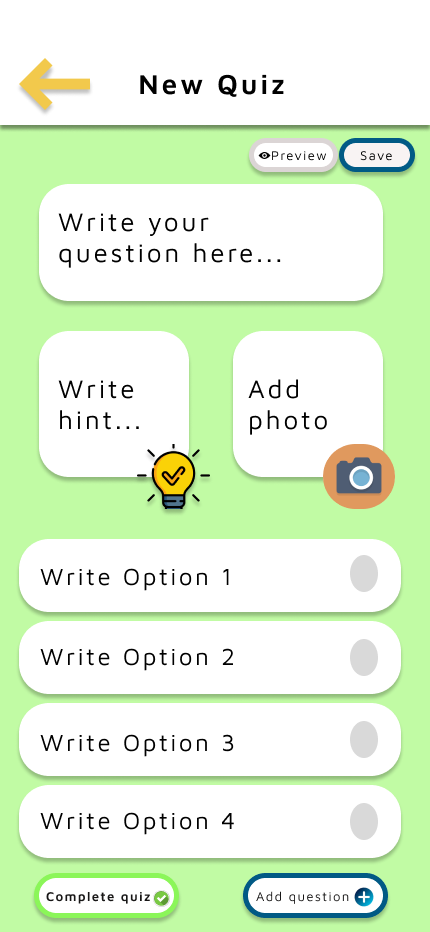 New Quiz
Preview
Save
Write your
question here...
Write
hint...
Add
photo
Write Option 1
Write Option 2
Write Option 3
Write Option 4
Complete quiz
Add question